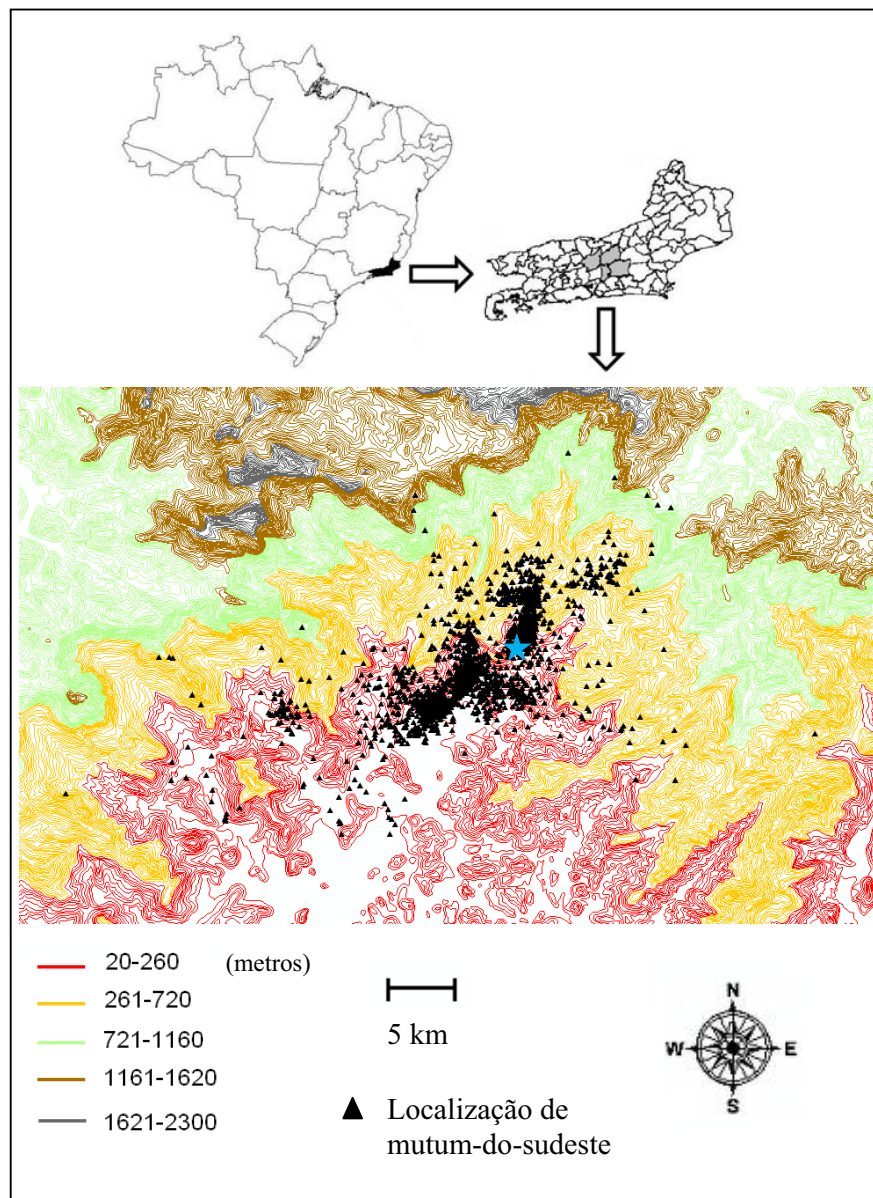 20-260 (metros)
261-720
721-1160
1161-1620
1621-2300
5 km
Localização de
mutum-do-sudeste
N
W E
S